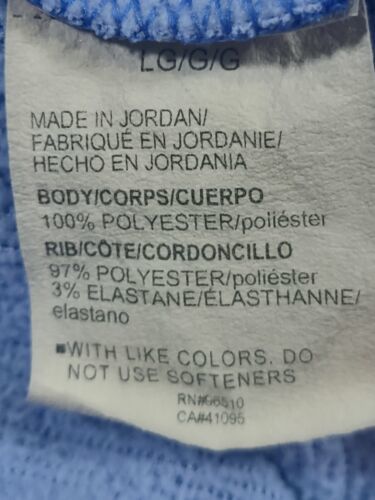 LG/G/G
MADE IN JORDAN/
FABRIQUÉ EN JORDANIE/
HECHO EN JORDANIA
BODY/CORPS/CUERPO
100% POLYESTER/poliéster
RIB/CÔTE/CORDONCILLO
97% POLYESTER/poliéster
3% ELASTANE/ÉLASTHANNE/
elastano
■WITH LIKE COLORS. DO
NOT USE SOFTENERS
RN#96510
CA#41095